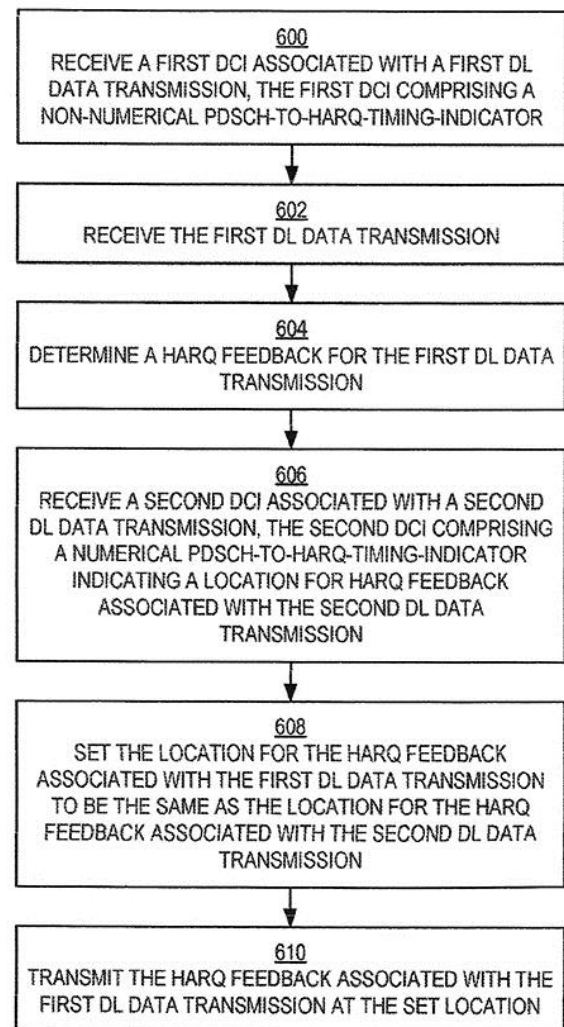 600
RECEIVE A FIRST DCI ASSOCIATED WITH A FIRST DL
DATA TRANSMISSION, THE FIRST DCI COMPRISING A
NON-NUMERICAL PDSCH-TO-HARQ-TIMING-INDICATOR
602
RECEIVE THE FIRST DL DATA TRANSMISSION
604
DETERMINE A HARQ FEEDBACK FOR THE FIRST DL DATA
TRANSMISSION
606
RECEIVE A SECOND DCI ASSOCIATED WITH A SECOND
DL DATA TRANSMISSION, THE SECOND DCI COMPRISING
A NUMERICAL PDSCH-TO-HARQ-TIMING-INDICATOR
INDICATING A LOCATION FOR HARQ FEEDBACK
ASSOCIATED WITH THE SECOND DL DATA
TRANSMISSION
608
SET THE LOCATION FOR THE HARQ FEEDBACK
ASSOCIATED WITH THE FIRST DL DATA TRANSMISSION
TO BE THE SAME AS THE LOCATION FOR THE HARQ
FEEDBACK ASSOCIATED WITH THE SECOND DL DATA
TRANSMISSION
610
TRANSMIT THE HARQ FEEDBACK ASSOCIATED WITH THE
FIRST DL DATA TRANSMISSION AT THE SET LOCATION